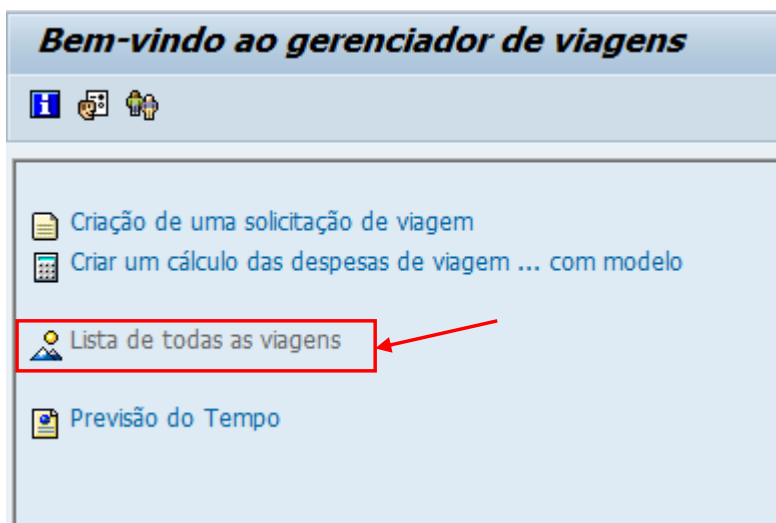 Bem-vindo ao gerenciador de viagens
Criação de uma solicitação de viagem
Criar um cálculo das despesas de viagem ... com modelo
Lista de todas as viagens
Previsão do Tempo